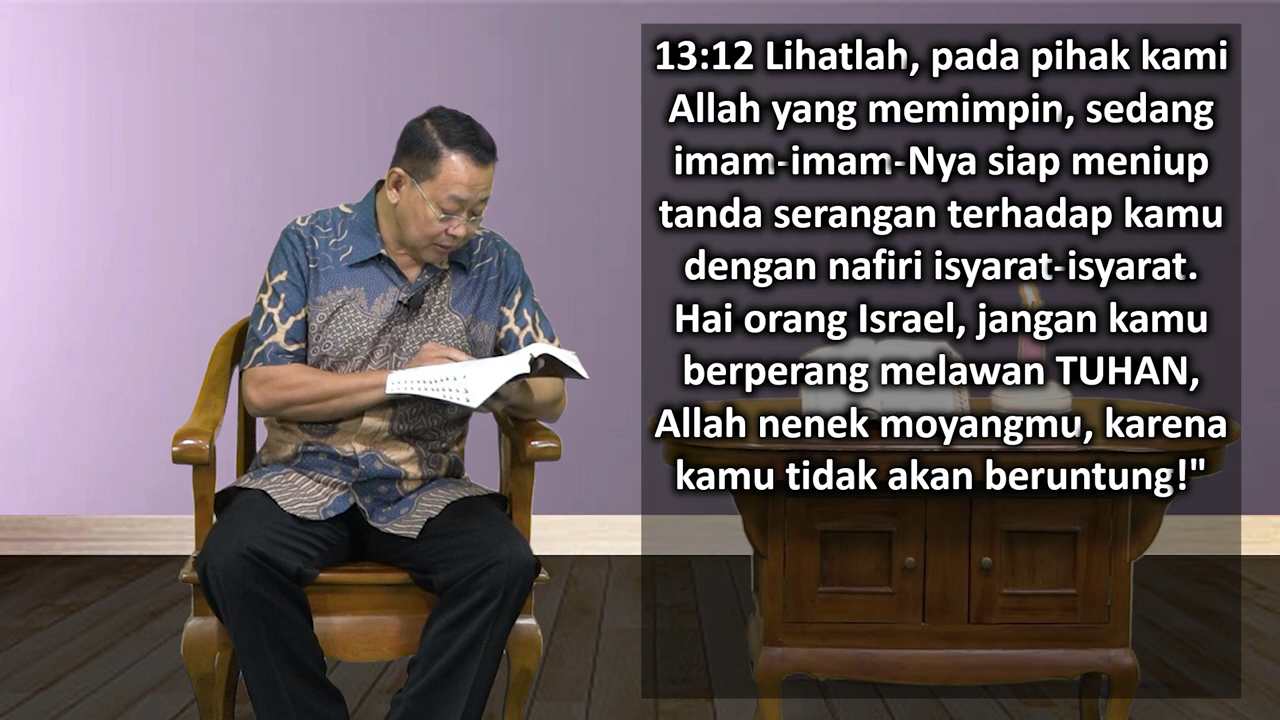 13:12 Lihatlah, pada pihak kami
Allah yang memimpin, sedang
imam-imam-Nya siap meniup
tanda serangan terhadap kamu
dengan nafiri isyarat-isyarat.
Hai orang Israel, jangan kamu
berperang melawan TUHAN,
Allah nenek moyangmu, karena
kamu tidak akan beruntung!"